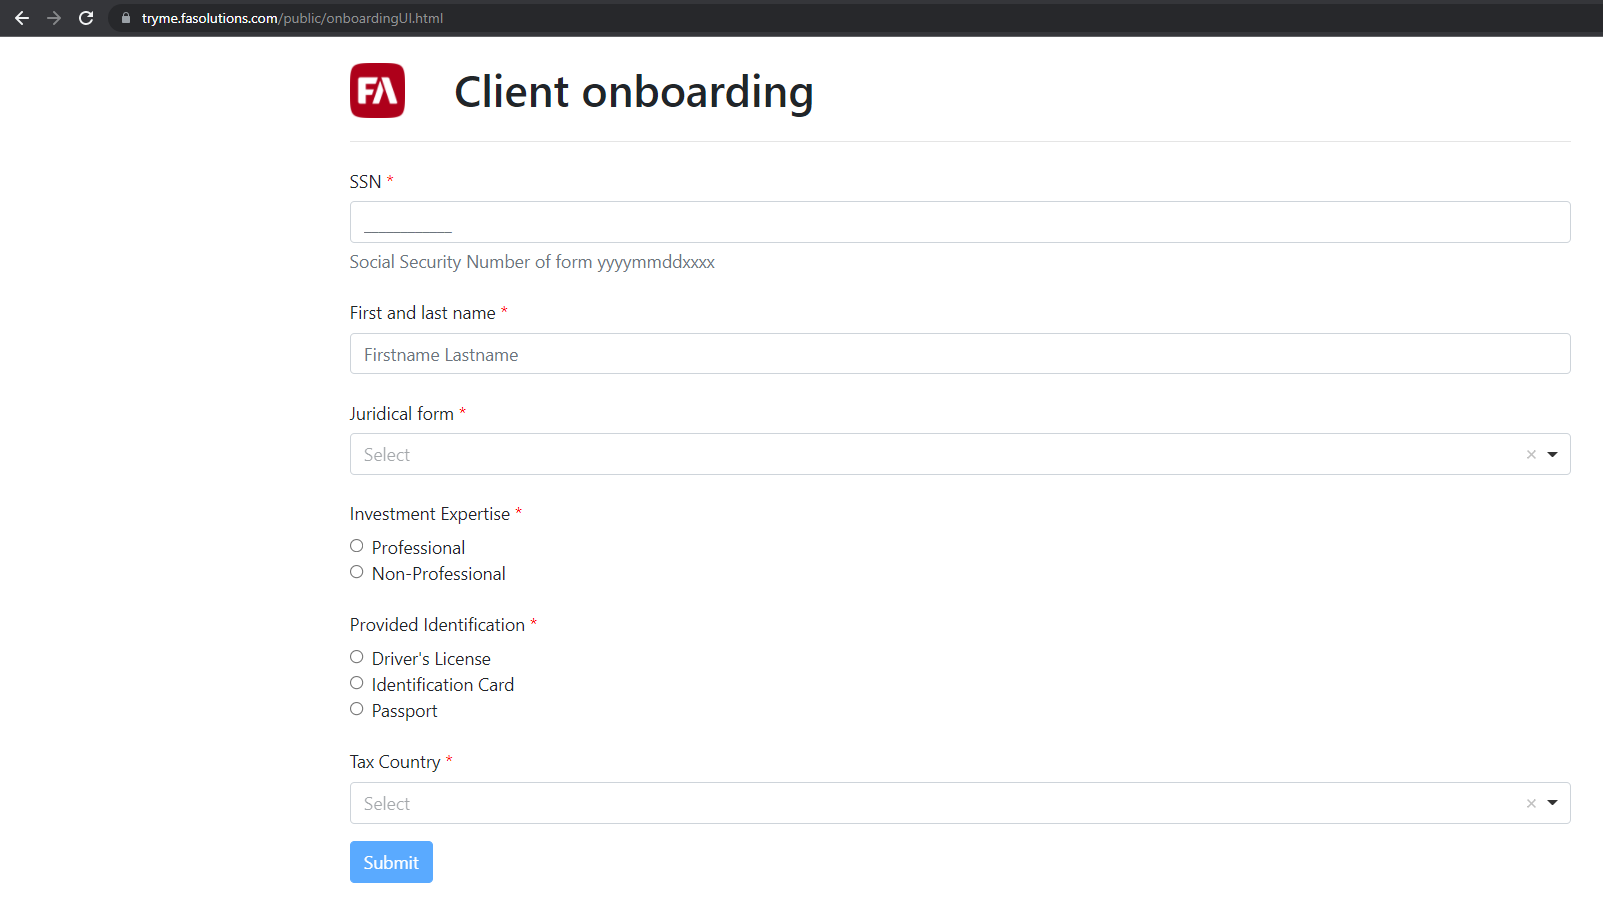 tryme.fasolutions.com/public/onboardingUI.html
FA Client onboarding
SSN *
___________
Social Security Number of form yyyymmddxxxx
First and last name *
Firstname Lastname
Juridical form *
Select
Investment Expertise *
Professional
Non-Professional
Provided Identification *
Driver's License
Identification Card
Passport
Tax Country *
Select
Submit